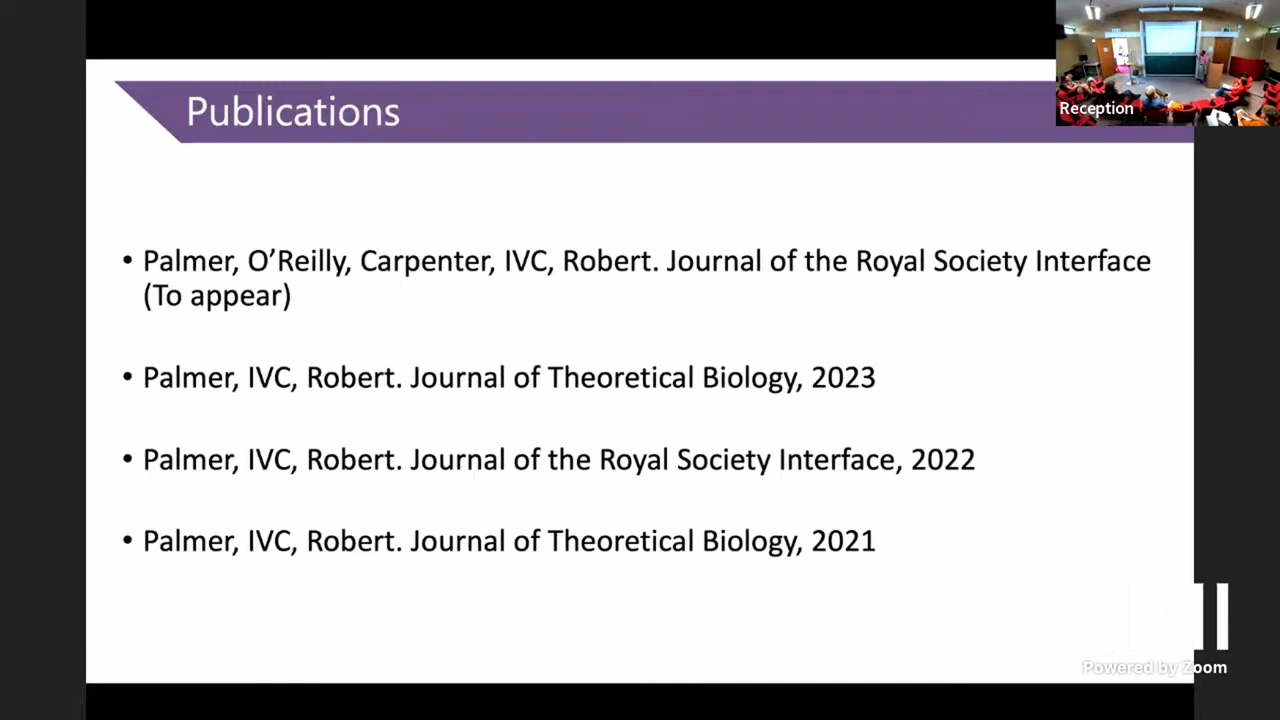 Publications
Reception
• Palmer, O’Reilly, Carpenter, IVC, Robert. Journal of the Royal Society Interface
(To appear)
• Palmer, IVC, Robert. Journal of Theoretical Biology, 2023
• Palmer, IVC, Robert. Journal of the Royal Society Interface, 2022
• Palmer, IVC, Robert. Journal of Theoretical Biology, 2021
Powered by Zoom